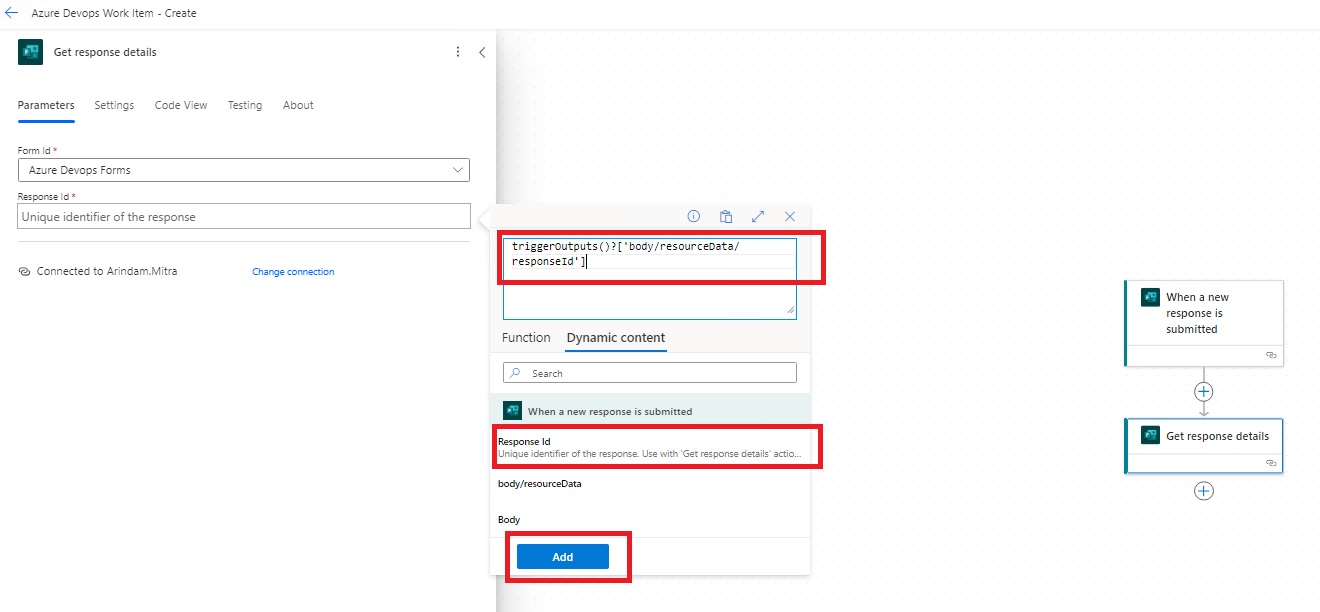 Azure Devops Work Item - Create
Get response details
Parameters
Settings
Code View
Testing
About
Form Id *
Azure Devops Forms
Response Id *
Unique identifier of the response
Connected to Arindam.Mitra
Change connection
triggerOutputs()?['body/resourceData/
responseId']
Function
Dynamic content
Search
When a new response is submitted
Response Id
Unique identifier of the response. Use with 'Get response details' actio...
body/resourceData
Body
Add
When a new
response is
submitted
Get response details